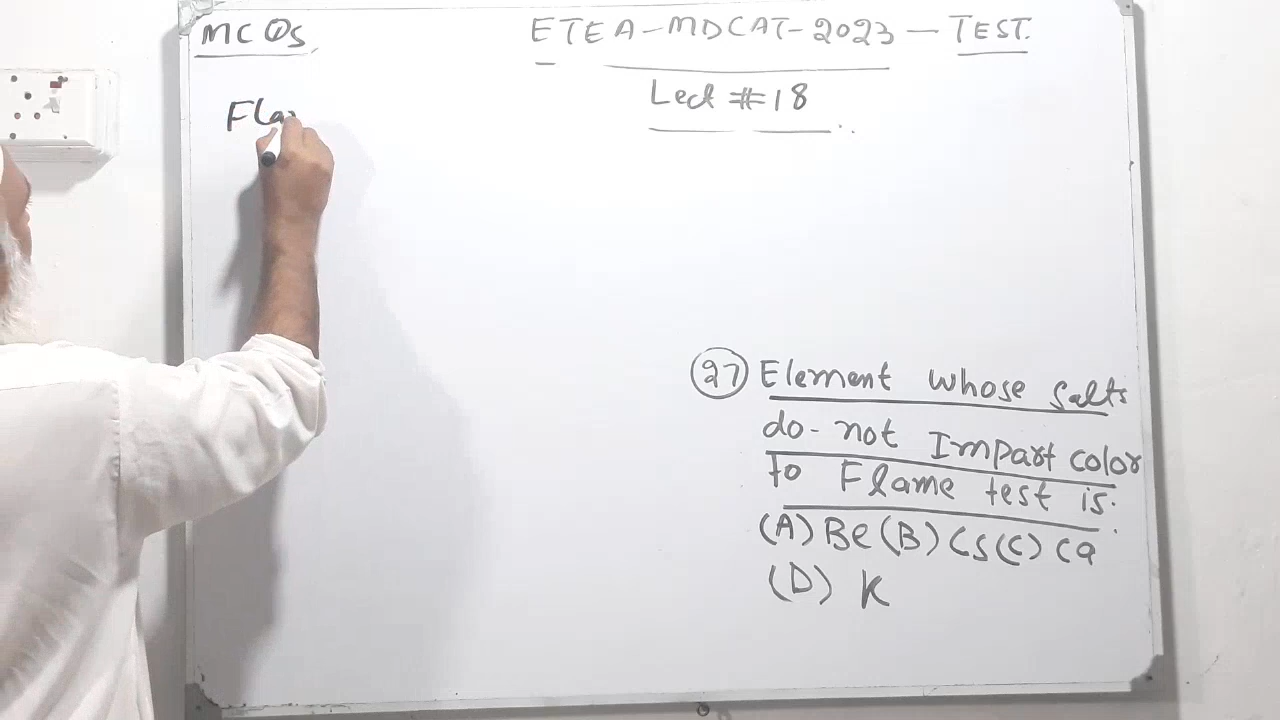 MCQs
ETEA-MDCAT-2023 - TEST.
Lect #18
Fla
27 Element whose salts
do-not Impart color
to Flame test is.
(A) Be (B) Cs (C) Ca
(D) K